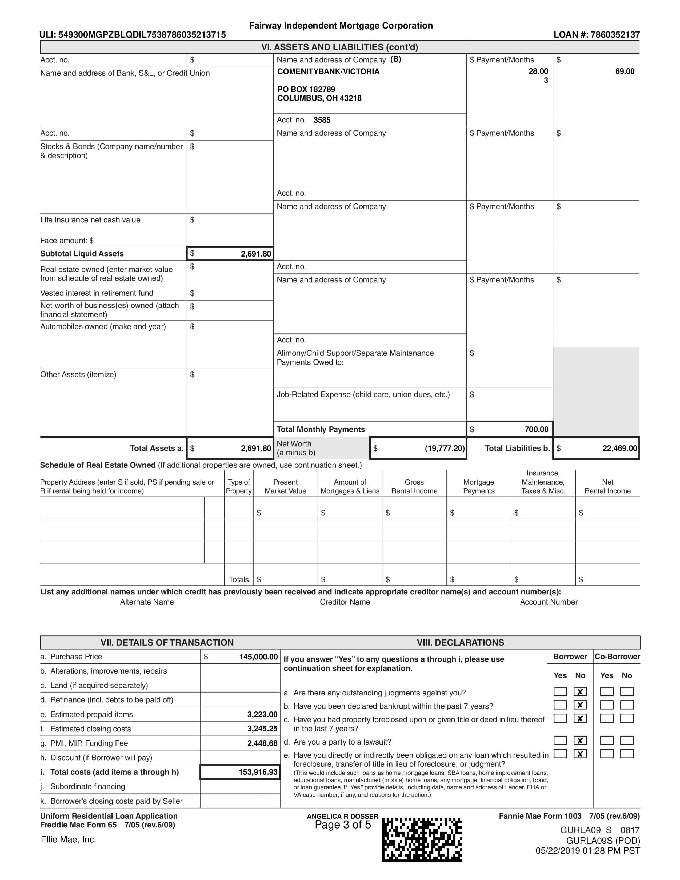 Fairway Independent Mortgage Corporation
ULI: 549300MGPZBLQDIL7538786035213715 LOAN #: 7860352137
VI. ASSETS AND LIABILITIES (cont'd)
Acct. no. $ Name and address of Company (B) $ Payment/Months $
Name and address of Bank, S&L, or Credit Union COMENITYBANK-VICTORIA 28.00 69.00
3
PO BOX 182789
COLUMBUS, OH 43218
Acct. no. 3585
Acct. no. $ Name and address of Company $ Payment/Months $
Stocks & Bonds (Company name/number $
& description)
Acct. no.
Name and address of Company $ Payment/Months $
Life insurance net cash value $
Face amount: $
Subtotal Liquid Assets $ 2,691.80
Real estate owned (enter market value $ Acct. no.
from schedule of real estate owned) Name and address of Company $ Payment/Months $
Vested interest in retirement fund $
Net worth of business(es) owned (attach $
financial statement)
Automobiles owned (make and year) $
Acct. no.
Alimony/Child Support/Separate Maintenance $
Payments Owed to:
Other Assets (itemize) $
Job-Related Expense (child care, union dues, etc.) $
Total Monthly Payments $ 700.00
Total Assets a. $ 2,691.80 Net Worth $ (19,777.20) Total Liabilities b. $ 22,469.00
(a minus b)
Schedule of Real Estate Owned (If additional properties are owned, use continuation sheet.)
Insurance,
Property Address (enter S if sold, PS if pending sale or Type of Present Amount of Gross Mortgage Maintenance, Net
R if rental being held for income) Property Market Value Mortgages & Liens Rental Income Payments Taxes & Misc. Rental Income
$ $ $ $ $ $
Totals $ $ $ $ $ $
List any additional names under which credit has previously been received and indicate appropriate creditor name(s) and account number(s):
Alternate Name Creditor Name Account Number
VII. DETAILS OF TRANSACTION VIII. DECLARATIONS
a. Purchase Price $ 145,000.00 If you answer "Yes" to any questions a through i, please use Borrower Co-Borrower
b. Alterations, improvements, repairs continuation sheet for explanation. Yes No Yes No
c. Land (if acquired separately)
d. Refinance (incl. debts to be paid off) a. Are there any outstanding judgments against you? X
e. Estimated prepaid items 3,223.00 b. Have you been declared bankrupt within the past 7 years? X
f. Estimated closing costs 3,245.25 c. Have you had property foreclosed upon or given title or deed in lieu thereof X
in the last 7 years?
g. PMI, MIP, Funding Fee 2,448.68 d. Are you a party to a lawsuit? X
h. Discount (if Borrower will pay) e. Have you directly or indirectly been obligated on any loan which resulted in X
foreclosure, transfer of title in lieu of foreclosure, or judgment?
i. Total costs (add items a through h) 153,916.93 (This would include such loans as home mortgage loans, SBA loans, home improvement loans,
educational loans, manufactured (mobile) home loans, any mortgage, financial obligation, bond,
j. Subordinate financing or loan guarantee. If "Yes" provide details, including date, name and address of Lender, FHA or
VA case number, if any, and reasons for the action.)
k. Borrower's closing costs paid by Seller
Uniform Residential Loan Application ANGELICA R DOSSER Fannie Mae Form 1003 7/05 (rev.6/09)
Freddie Mac Form 65 7/05 (rev.6/09) Page 3 of 5
Ellie Mae, Inc. GURLA09_S 0817
GURLA09S (POD)
05/22/2019 01:28 PM PST